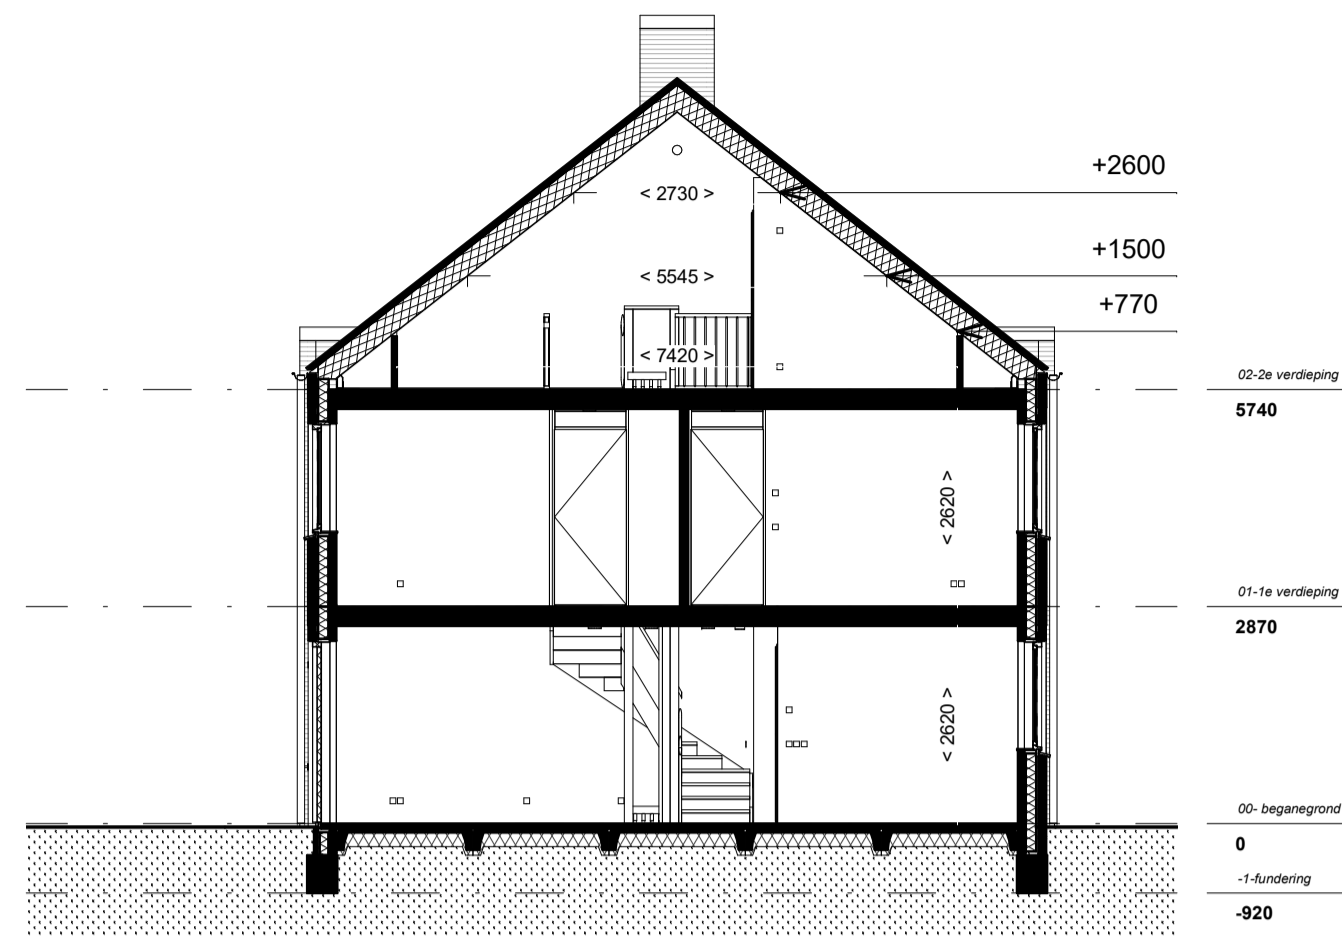 +2600
< 2730 >
+1500
< 5545 >
+770
< 7420 >
02-2e verdieping
5740
< 2620 >
01-1e verdieping
2870
< 2620 >
00- beganegrond
0
-1-fundering
-920